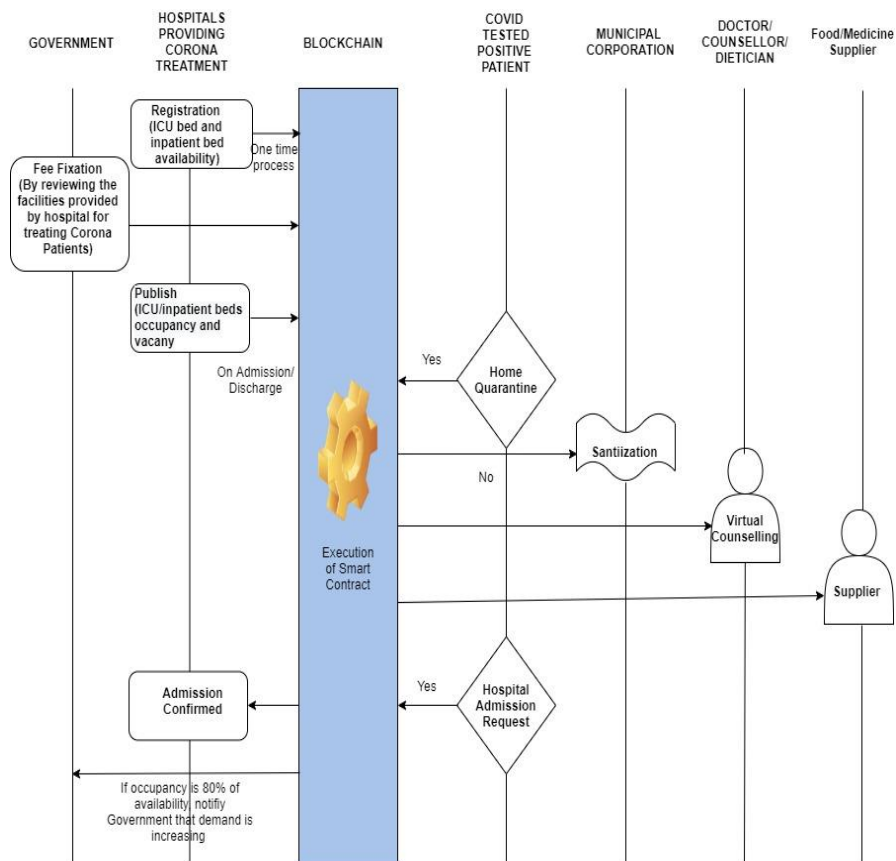 GOVERNMENT
HOSPITALS
PROVIDING
CORONA
TREATMENT
BLOCKCHAIN
COVID
TESTED
POSITIVE
PATIENT
MUNICIPAL
CORPORATION
DOCTOR/
COUNSELLOR/
DIETICIAN
Food/Medicine
Supplier
Registration
(ICU bed and
inpatient bed
availability)
One time
process
Fee Fixation
(By reviewing the
facilities provided
by hospital for
treating Corona
Patients)
Publish
(ICU/inpatient beds
occupancy and
vacancy
On Admission/
Discharge
Yes
Home
Quarantine
No
Santiization
Virtual
Counselling
Execution
of Smart
Contract
Supplier
Admission
Confirmed
Yes
Hospital
Admission
Request
If occupancy is 80% of
availability, notifiy
Government that demand is
increasing